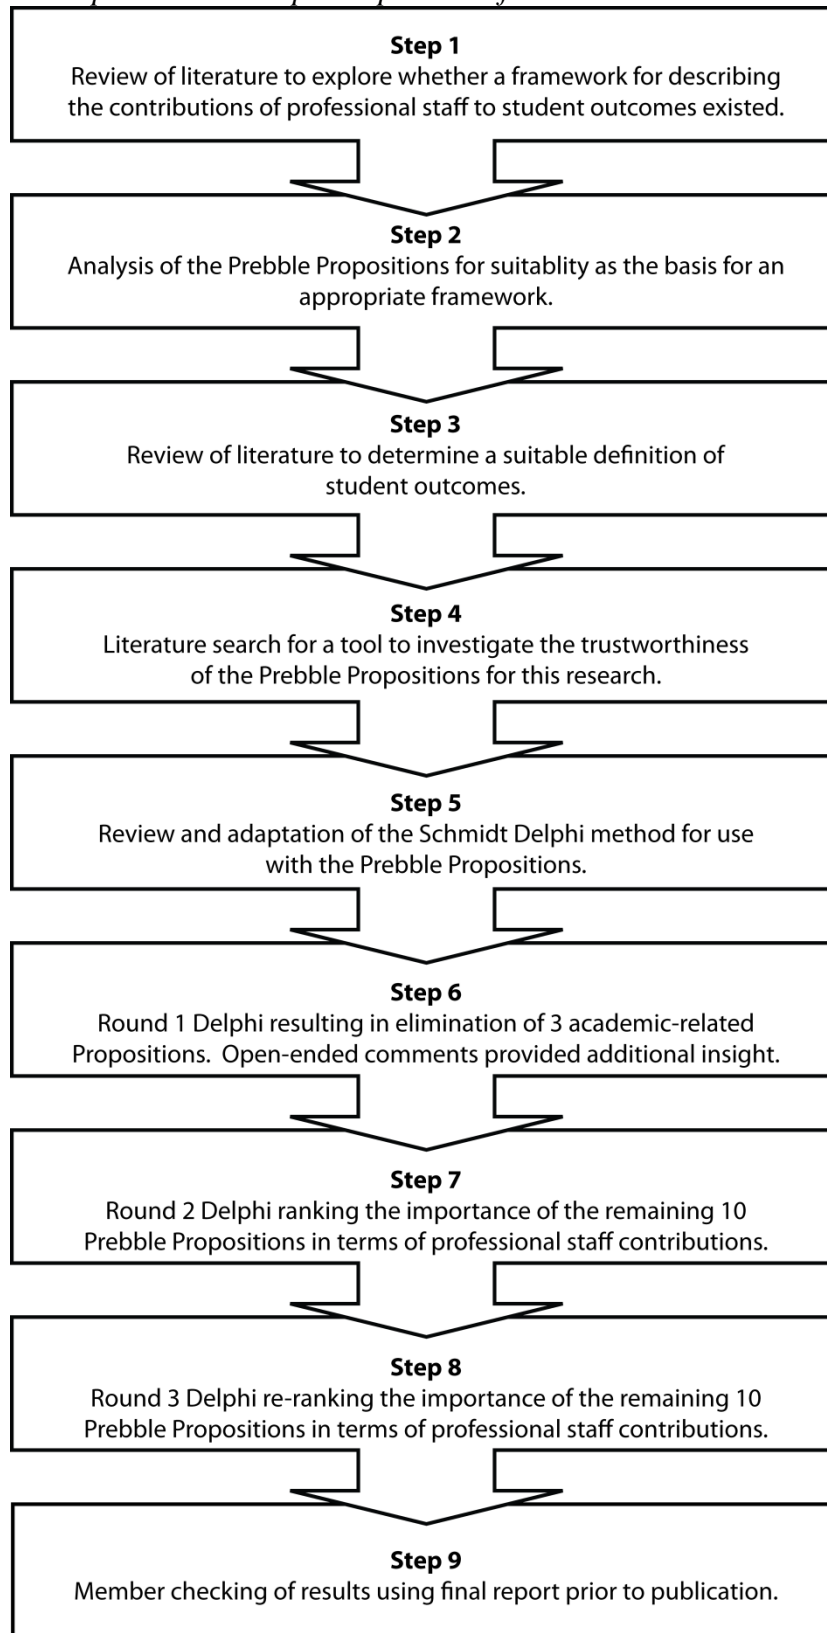 Step 1
Review of literature to explore whether a framework for describing
the contributions of professional staff to student outcomes existed.
Step 2
Analysis of the Prebble Propositions for suitablity as the basis for an
appropriate framework.
Step 3
Review of literature to determine a suitable definition of
student outcomes.
Step 4
Literature search for a tool to investigate the trustworthiness
of the Prebble Propositions for this research.
Step 5
Review and adaptation of the Schmidt Delphi method for use
with the Prebble Propositions.
Step 6
Round 1 Delphi resulting in elimination of 3 academic-related
Propositions.  Open-ended comments provided additional insight.
Step 7
Round 2 Delphi ranking the importance of the remaining 10
Prebble Propositions in terms of professional staff contributions.
Step 8
Round 3 Delphi re-ranking the importance of the remaining 10
Prebble Propositions in terms of professional staff contributions.
Step 9
Member checking of results using final report prior to publication.